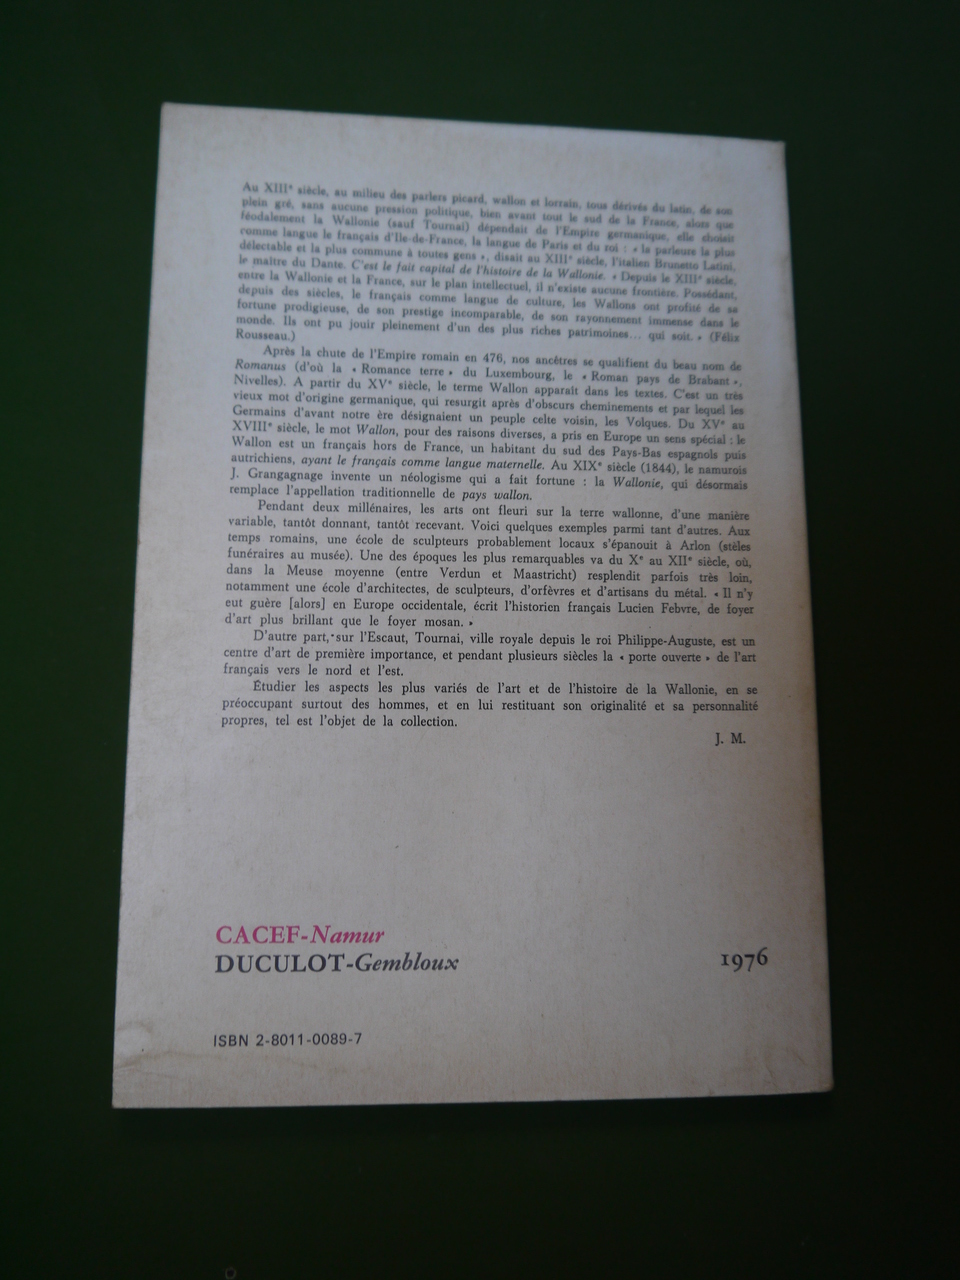 Au XIIIᵉ siècle, au milieu des parlers picard, wallon et lorrain, tous dérivés du latin, de son
plein gré, sans aucune pression politique, bien avant tout le sud de la France, alors que
féodalement la Wallonie (sauf Tournai) dépendait de l'Empire germanique, elle choisit
comme langue le français d'Ile-de-France, la langue de Paris et du roi : « la parleure la plus
délectable et la plus commune à toutes gens », disait au XIIIᵉ siècle, l'italien Brunetto Latini,
le maître du Dante. C'est le fait capital de l'histoire de la Wallonie. « Depuis le XIIIᵉ siècle,
entre la Wallonie et la France, sur le plan intellectuel, il n'existe aucune frontière. Possédant,
depuis des siècles, le français comme langue de culture, les Wallons ont profité de sa
fortune prodigieuse, de son prestige incomparable, de son rayonnement immense dans le
monde. Ils ont pu jouir pleinement d'un des plus riches patrimoines... qui soit. » (Félix
Rousseau.)
Après la chute de l'Empire romain en 476, nos ancêtres se qualifient du beau nom de
Romanus (d'où la « Romance terre » du Luxembourg, le « Roman pays de Brabant »,
Nivelles). A partir du XVᵉ siècle, le terme Wallon apparaît dans les textes. C'est un très
vieux mot d'origine germanique, qui resurgit après d'obscurs cheminements et par lequel les
Germains d'avant notre ère désignaient un peuple celte voisin, les Volques. Du XVᵉ au
XVIIIᵉ siècle, le mot Wallon, pour des raisons diverses, a pris en Europe un sens spécial : le
Wallon est un français hors de France, un habitant du sud des Pays-Bas espagnols puis
autrichiens, ayant le français comme langue maternelle. Au XIXᵉ siècle (1844), le namurois
J. Grangagnage invente un néologisme qui a fait fortune : la Wallonie, qui désormais
remplace l'appellation traditionnelle de pays wallon.
Pendant deux millénaires, les arts ont fleuri sur la terre wallonne, d'une manière
variable, tantôt donnant, tantôt recevant. Voici quelques exemples parmi tant d'autres. Aux
temps romains, une école de sculpteurs probablement locaux s'épanouit à Arlon (stèles
funéraires au musée). Une des époques les plus remarquables va du Xᵉ au XIIᵉ siècle, où,
dans la Meuse moyenne (entre Verdun et Maastricht) resplendit parfois très loin,
notamment une école d'architectes, de sculpteurs, d'orfèvres et d'artisans du métal. « Il n'y
eut guère [alors] en Europe occidentale, écrit l'historien français Lucien Febvre, de foyer
d'art plus brillant que le foyer mosan. »
D'autre part, sur l'Escaut, Tournai, ville royale depuis le roi Philippe-Auguste, est un
centre d'art de première importance, et pendant plusieurs siècles la « porte ouverte » de l'art
français vers le nord et l'est.
Étudier les aspects les plus variés de l'art et de l'histoire de la Wallonie, en se
préoccupant surtout des hommes, et en lui restituant son originalité et sa personnalité
propres, tel est l'objet de la collection.
J. M.
CACEF-Namur
DUCULOT-Gembloux 1976
ISBN 2-8011-0089-7